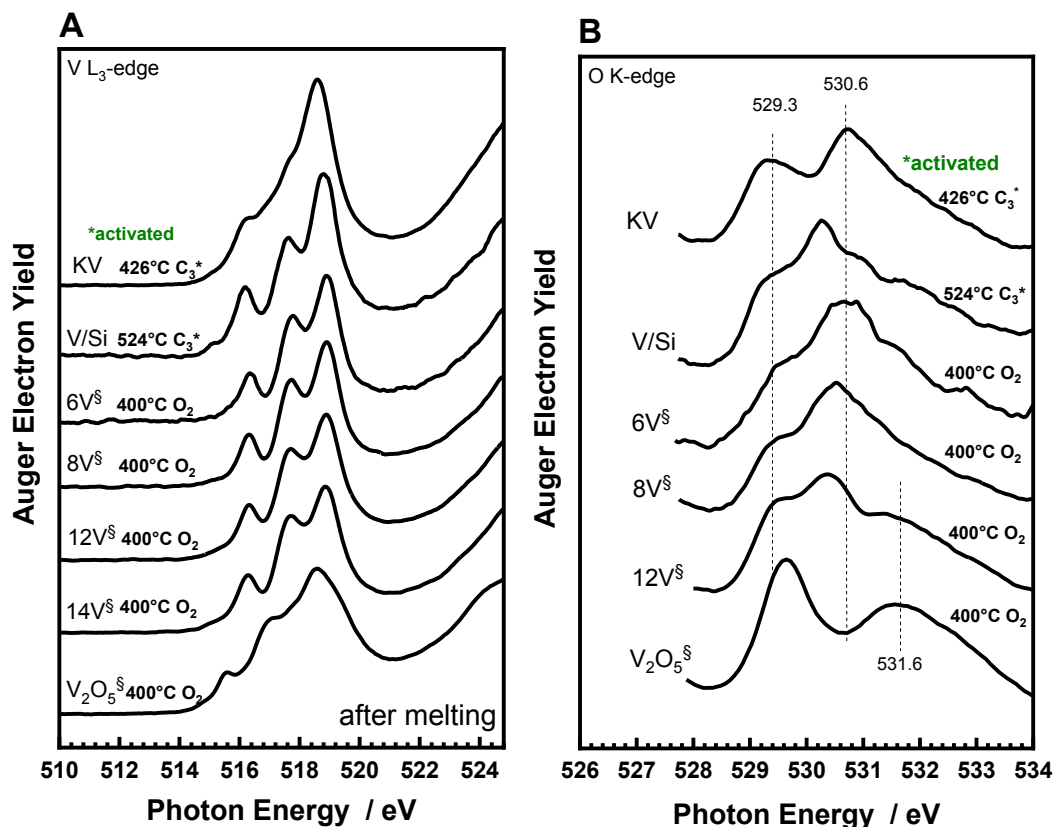 A
V L₃-edge
*activated
KV 426°C C₃*
V/Si 524°C C₃*
6V§ 400°C O₂
8V§ 400°C O₂
12V§ 400°C O₂
14V§ 400°C O₂
V₂O₅§ 400°C O₂
after melting
510 512 514 516 518 520 522 524
Photon Energy / eV
Auger Electron Yield
B
O K-edge
530.6
529.3
*activated
426°C C₃*
KV
524°C C₃*
V/Si
400°C O₂
6V§
400°C O₂
8V§
400°C O₂
12V§
400°C O₂
V₂O₅§
531.6
526 527 528 529 530 531 532 533 534
Photon Energy / eV
Auger Electron Yield